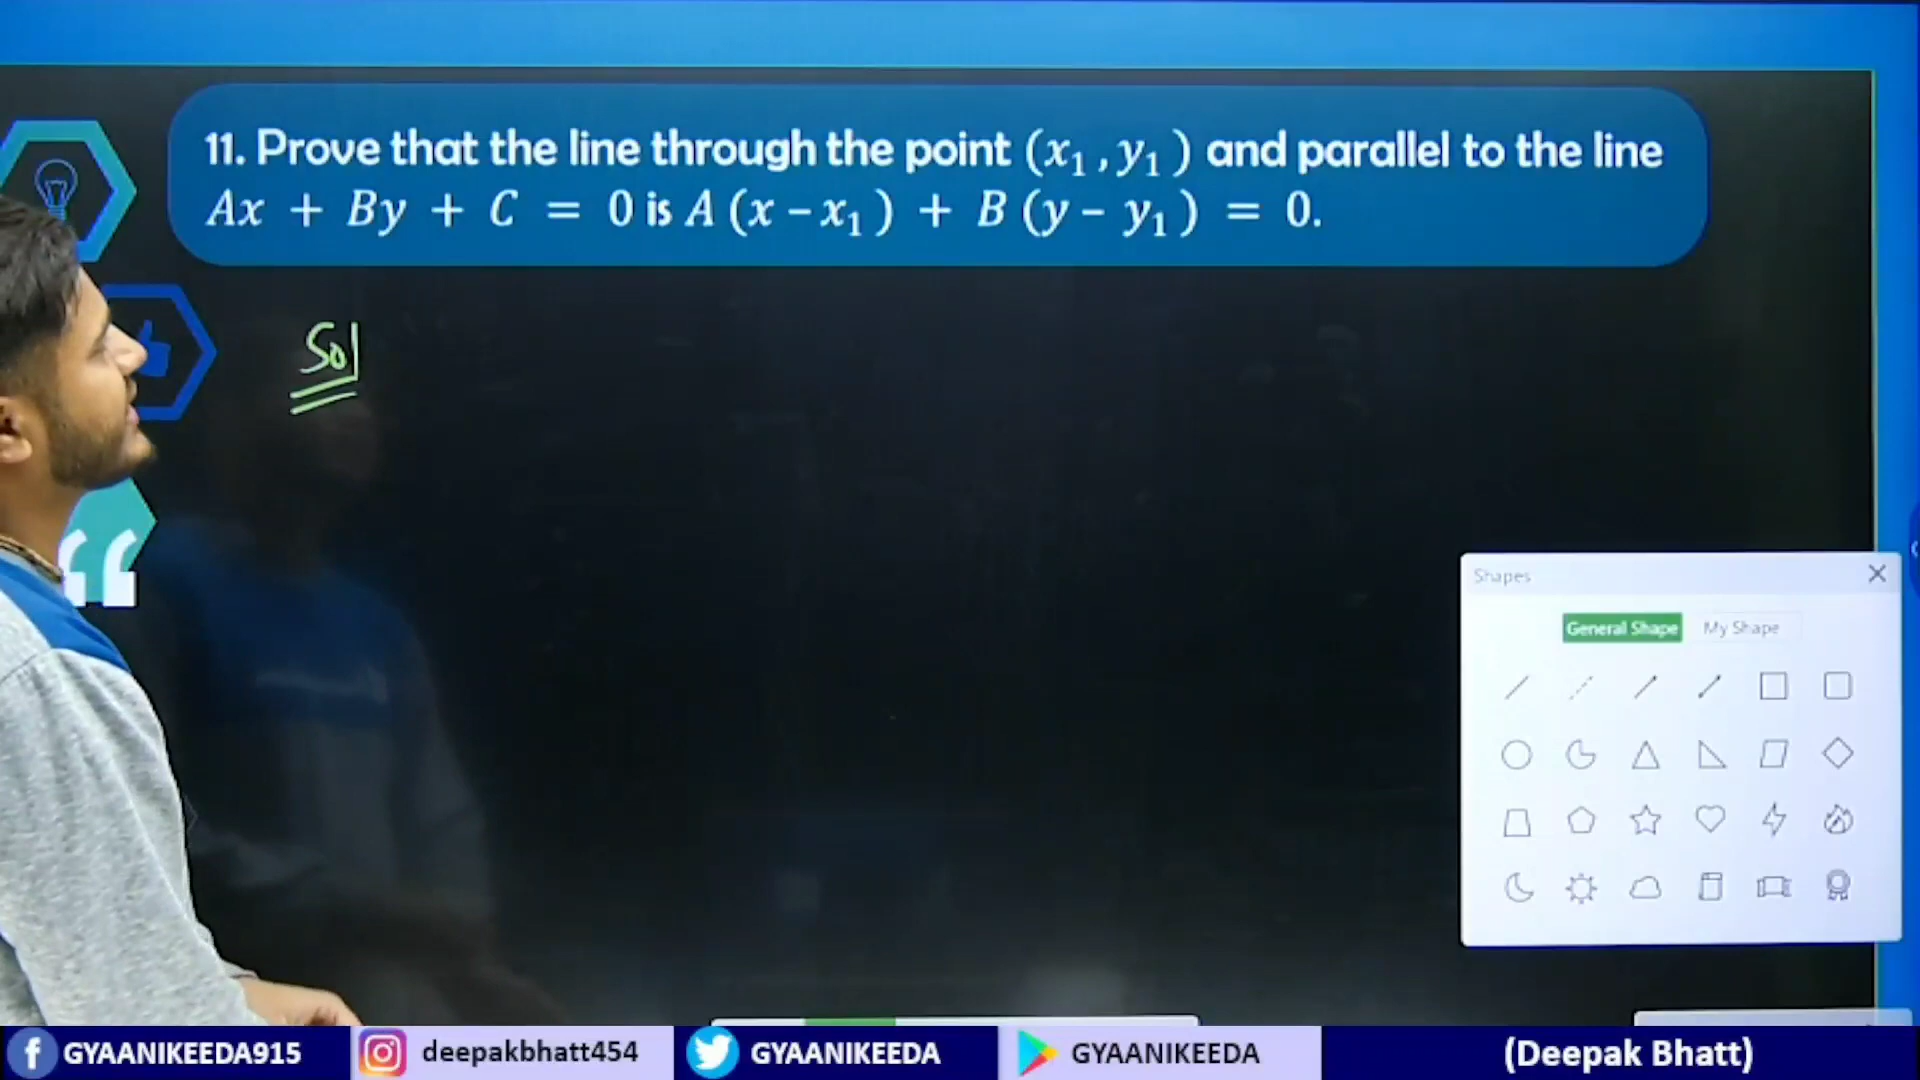 11. Prove that the line through the point (x₁, y₁) and parallel to the line
Ax + By + C = 0 is A (x – x₁) + B (y – y₁) = 0.
Sol
Shapes
General Shape My Shape
GYAANIKEEDA915 deepakbhatt454 GYAANIKEEDA GYAANIKEEDA (Deepak Bhatt)